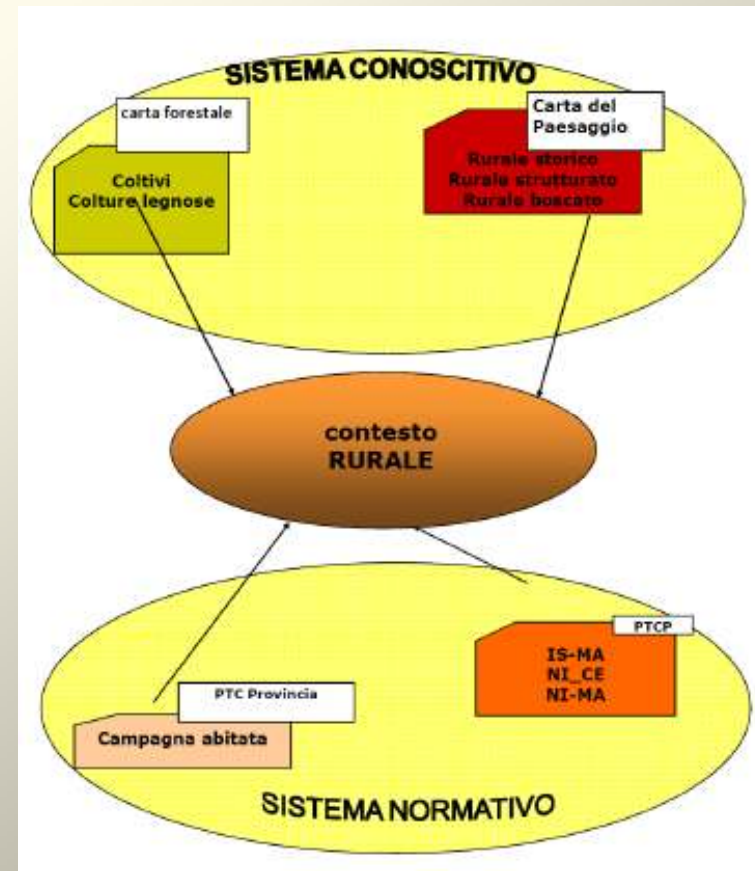 SISTEMA CONOSCITIVO
carta forestale
Coltivi
Colture legnose
Carta del
Paesaggio
Rurale storico
Rurale strutturato
Rurale boscato
contesto
RURALE
PTCP
IS-MA
NI_CE
NI-MA
PTC Provincia
Campagna abitata
SISTEMA NORMATIVO